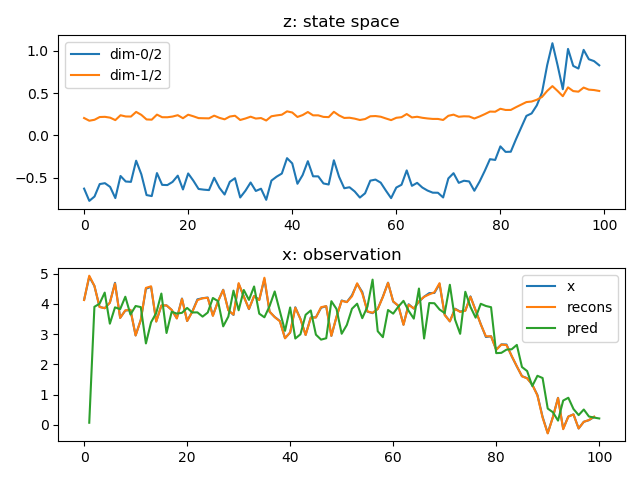 z: state space
dim-0/2
dim-1/2
1.0
0.5
0.0
−0.5
0 20 40 60 80 100
x: observation
x
recons
pred
5
4
3
2
1
0
0 20 40 60 80 100